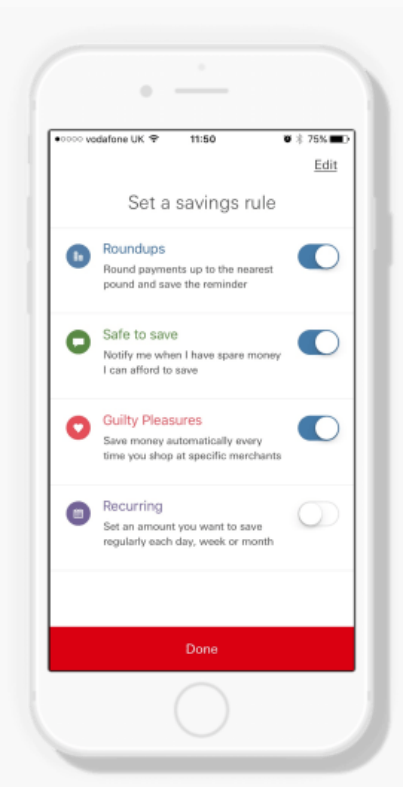 vodafone UK 11:50 75%
Edit
Set a savings rule
Roundups
Round payments up to the nearest
pound and save the reminder
Safe to save
Notify me when I have spare money
I can afford to save
Guilty Pleasures
Save money automatically every
time you shop at specific merchants
Recurring
Set an amount you want to save
regularly each day, week or month
Done